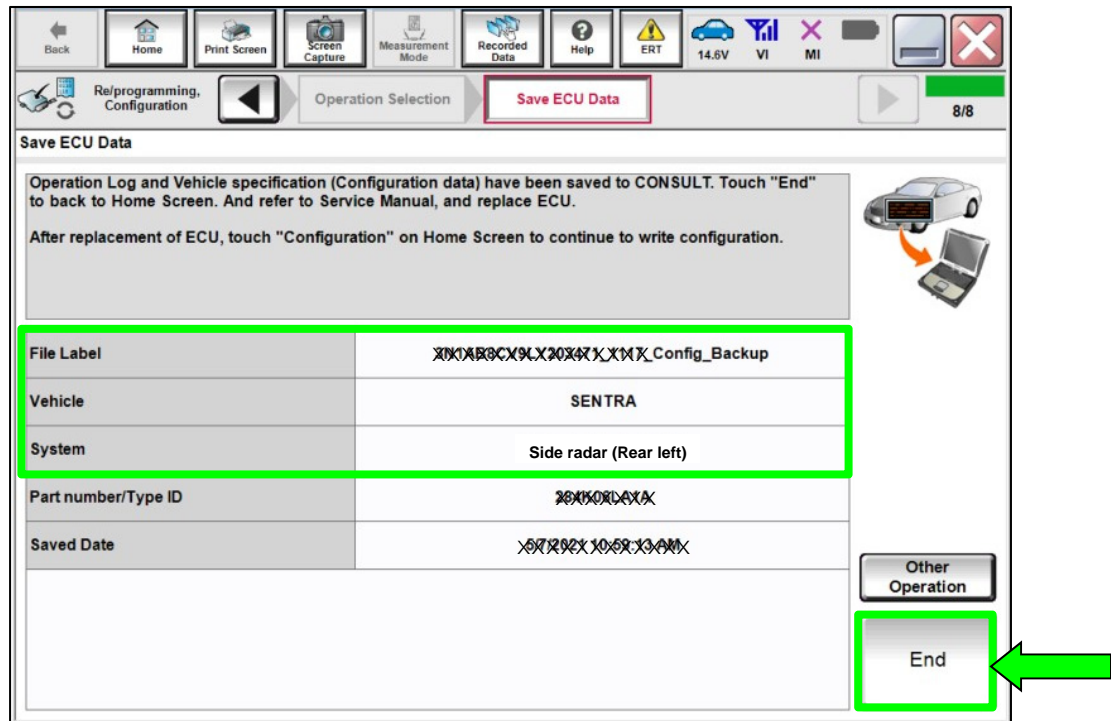 Back
Home
Print Screen
Screen
Capture
Measurement
Mode
Recorded
Data
Help
ERT
14.6V
VI
MI
Re/programming,
Configuration
Operation Selection
Save ECU Data
8/8
Save ECU Data
Operation Log and Vehicle specification (Configuration data) have been saved to CONSULT. Touch "End"
to back to Home Screen. And refer to Service Manual, and replace ECU.
After replacement of ECU, touch "Configuration" on Home Screen to continue to write configuration.
File Label
_Config_Backup
Vehicle
SENTRA
System
Side radar (Rear left)
Part number/Type ID
Saved Date
Other
Operation
End